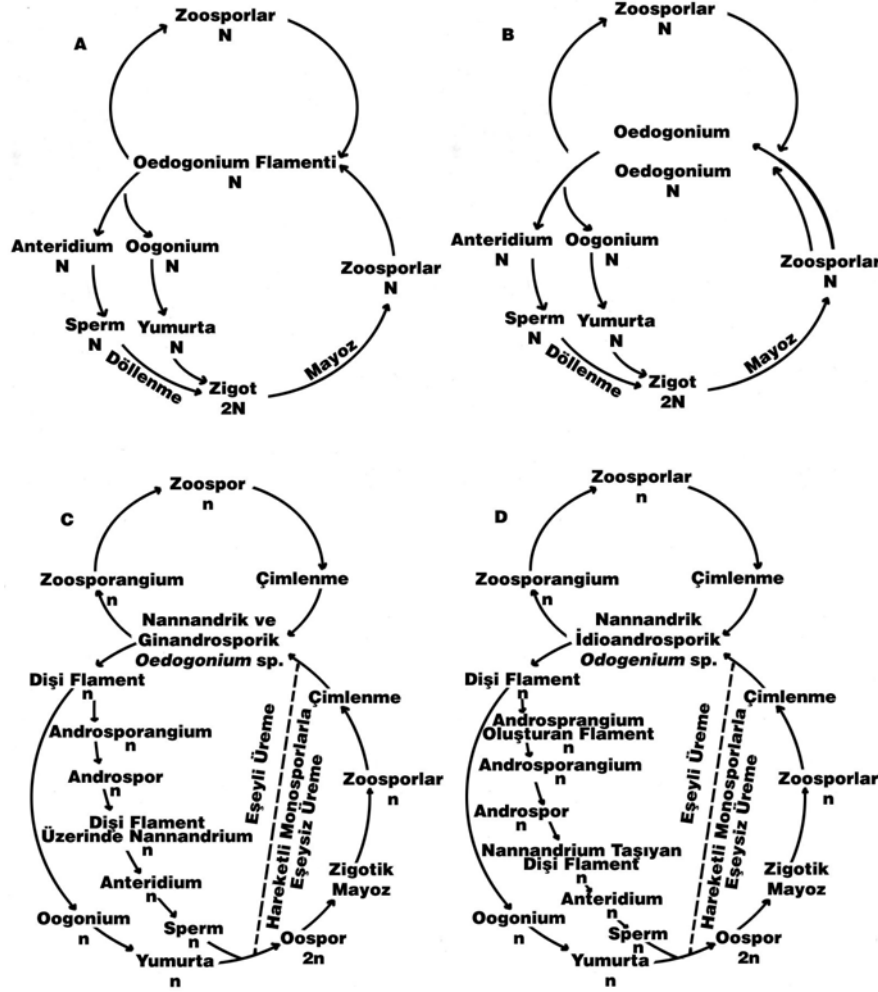 A
Zoosporlar
N
Oedogonium Flamenti
N
Anteridium
N
Oogonium
N
Sperm
N
Yumurta
N
Döllenme
Zigot
2N
Mayoz
Zoosporlar
N
B
Zoosporlar
N
Oedogonium
Oedogonium
N
Anteridium
N
Oogonium
N
Sperm
N
Yumurta
N
Döllenme
Zigot
2N
Mayoz
Zoosporlar
N
C
Zoospor
n
Zoosporangium
n
Çimlenme
Nannandrik ve
Ginandrosporik
Oedogonium sp.
Dişi Flament
n
Androsporangium
n
Androspor
n
Dişi Flament
Üzerinde Nannandrium
n
Anteridium
n
Sperm
n
Oogonium
n
Yumurta
n
Oospor
2n
Zigotik
Mayoz
Zoosporlar
n
Çimlenme
Eşeyli Üreme
Hareketli Monosporlarla
Eşeysiz Üreme
D
Zoosporlar
n
Zoosporangium
n
Çimlenme
Nannandrik
İdioandrosporik
Odogenium sp.
Dişi Flament
n
Androsprangium
Oluşturan Flament
n
Androsporangium
n
Androspor
n
Nannandrium Taşıyan
Dişi Flament
n
Anteridium
n
Sperm
n
Oogonium
n
Yumurta
n
Oospor
2n
Zigotik
Mayoz
Zoosporlar
n
Çimlenme
Eşeyli Üreme
Hareketli Monosporlarla
Eşeysiz Üreme